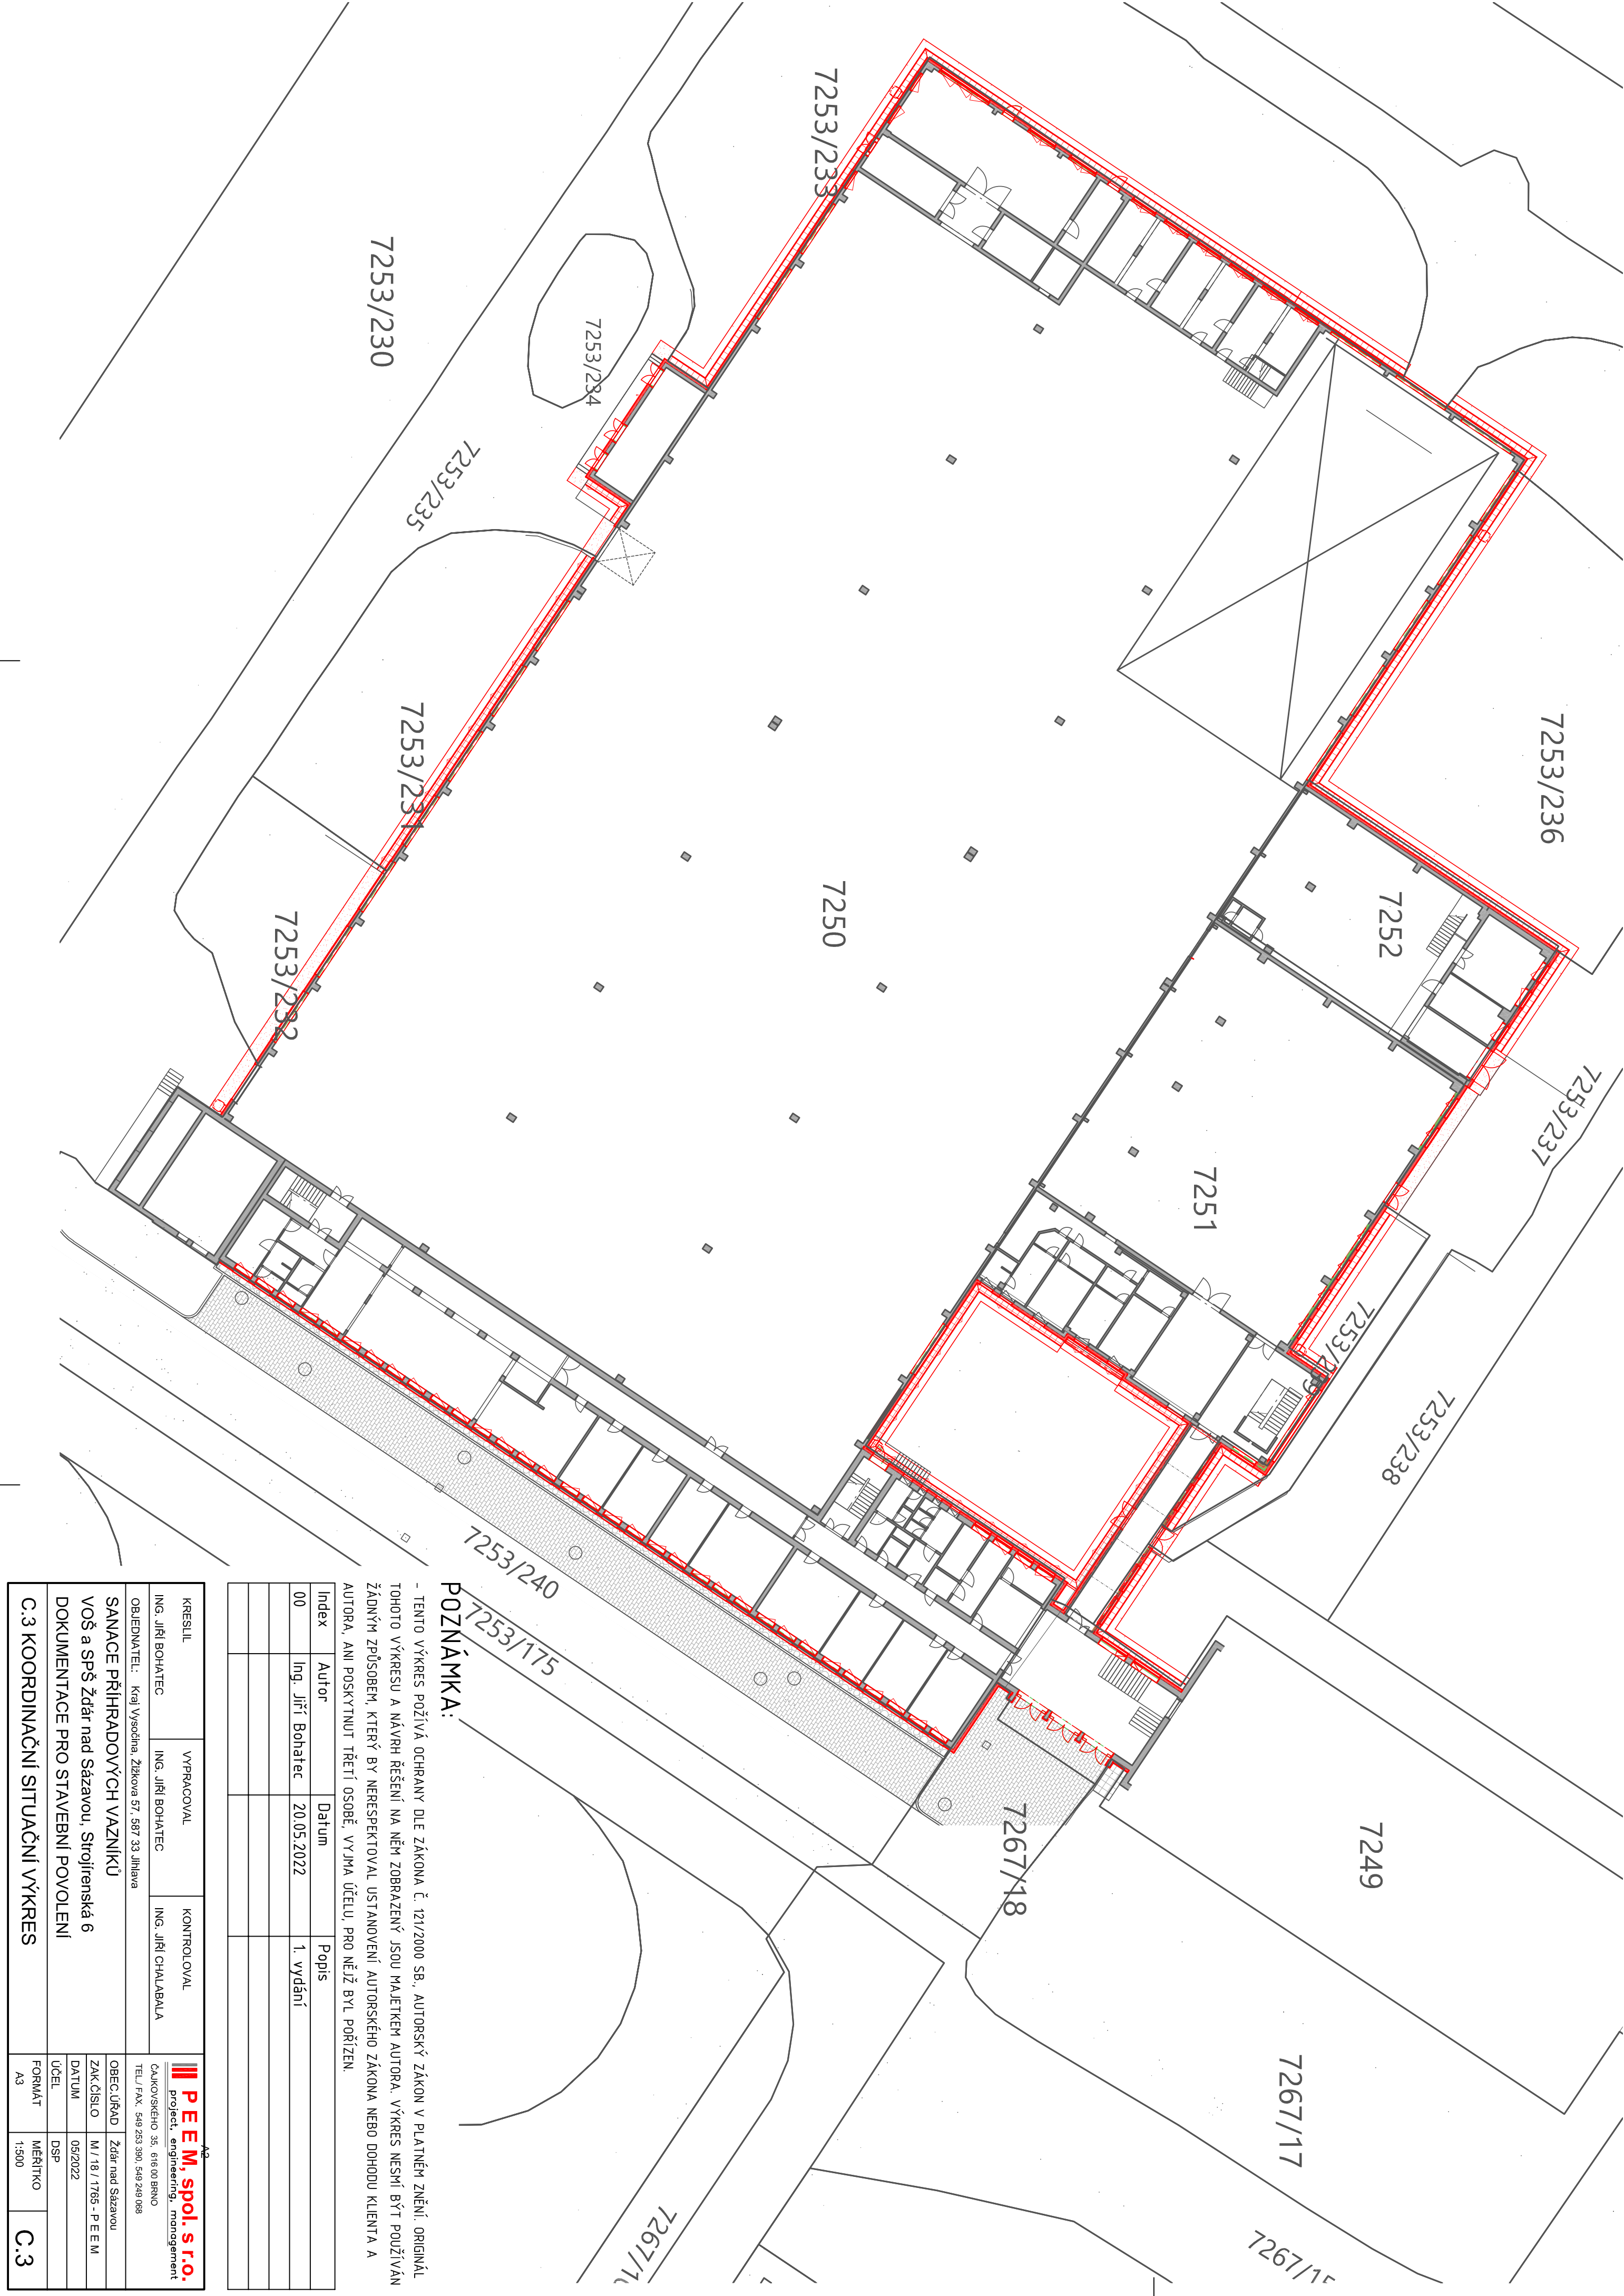 7253/233
7253/230
7253/234
7253/235
7253/231
7253/232
7250
7253/236
7252
7253/237
7251
7253/238
7253/240
7253/175
7267/18
7249
7267/17
POZNÁMKA:
- TENTO VÝKRES POŽÍVÁ OCHRANY DLE ZÁKONA Č. 121/2000 SB., AUTORSKÝ ZÁKON V PLATNÉM ZNĚNÍ. ORIGINÁL
TOHOTO VÝKRESU A NÁVRH ŘEŠENÍ NA NĚM ZOBRAZENÝ JSOU MAJETKEM AUTORA. VÝKRES NESMÍ BÝT POUŽÍVÁN
ŽÁDNÝM ZPŮSOBEM, KTERÝ BY NERESPEKTOVAL USTANOVENÍ AUTORSKÉHO ZÁKONA NEBO DOHODU KLIENTA A
AUTORA, ANI POSKYTNUT TŘETÍ OSOBĚ, VYJMA ÚČELU, PRO NĚJŽ BYL POŘÍZEN.
Index Autor Datum Popis
00 Ing. Jiří Bohatec 20.05.2022 1. vydání
A2
KRESLIL VYPRACOVAL KONTROLOVAL
ING. JIŘÍ BOHATEC ING. JIŘÍ BOHATEC ING. JIŘÍ CHALABALA
P E E M, spol. s r.o.
project, engineering, management
ČAJKOVSKÉHO 35, 616 00 BRNO
TEL./ FAX. 549 253 390, 549 249 068
OBJEDNATEL: Kraj Vysočina, Žižkova 57, 587 33 Jihlava
SANACE PŘÍHRADOVÝCH VAZNÍKŮ
VOŠ a SPŠ Žďár nad Sázavou, Strojírenská 6
DOKUMENTACE PRO STAVEBNÍ POVOLENÍ
OBEC.ÚŘAD Žďár nad Sázavou
ZAK.ČÍSLO M / 18 / 1765 - P E E M
DATUM 05/2022
ÚČEL DSP
C.3 KOORDINAČNÍ SITUAČNÍ VÝKRES
FORMÁT MĚŘÍTKO
A3 1:500
C.3